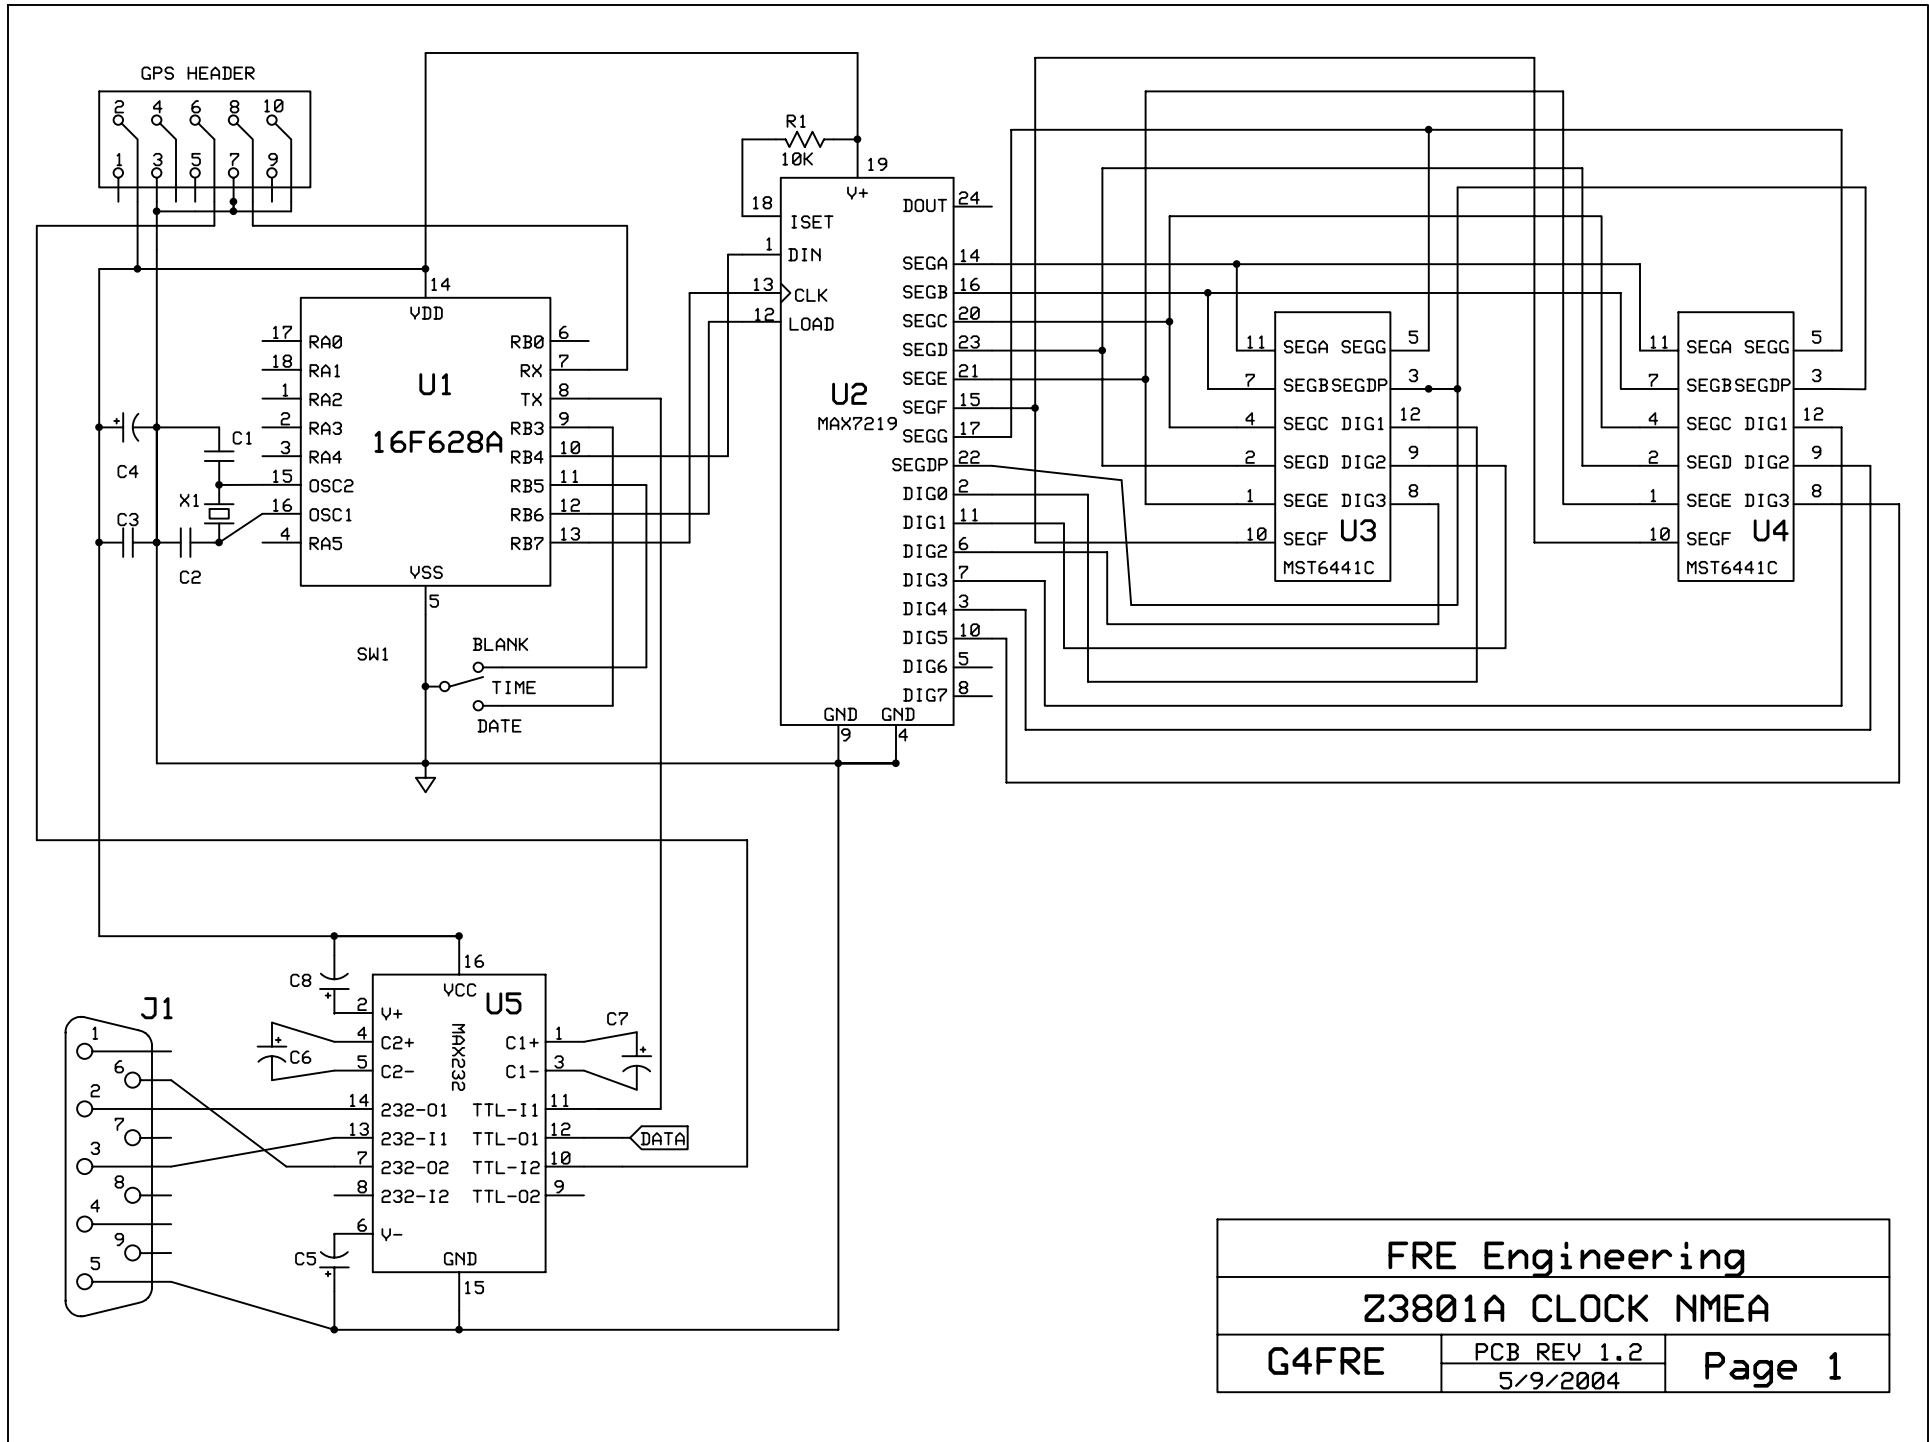 GPS HEADER
2 4 6 8 10
1 3 5 7 9
R1
10K
19
V+
18
ISET
1
DIN
13
CLK
12
LOAD
U2
MAX7219
DOUT 24
SEGA 14
SEGB 16
SEGC 20
SEGD 23
SEGE 21
SEGF 15
SEGG 17
SEGDP 22
DIG0 2
DIG1 11
DIG2 6
DIG3 7
DIG4 3
DIG5 10
DIG6 5
DIG7 8
GND GND
9 4
14
VDD
17 RA0
18 RA1
1 RA2
2 RA3
3 RA4
15 OSC2
16 OSC1
4 RA5
U1
16F628A
RB0 6
RX 7
TX 8
RB3 9
RB4 10
RB5 11
RB6 12
RB7 13
VSS
5
+
C4
C1
X1
C3
C2
SW1
BLANK
TIME
DATE
11 SEGA SEGG 5
7 SEGB SEGDP 3
4 SEGC DIG1 12
2 SEGD DIG2 9
1 SEGE DIG3 8
10 SEGF U3
MST6441C
11 SEGA SEGG 5
7 SEGB SEGDP 3
4 SEGC DIG1 12
2 SEGD DIG2 9
1 SEGE DIG3 8
10 SEGF U4
MST6441C
J1
1
6
2
7
3
8
4
9
5
C8
+
C6
+
C5
+
C7
+
16
VCC
U5
MAX232
2 V+
4 C2+
5 C2-
14 232-O1
13 232-I1
7 232-O2
8 232-I2
6 V-
C1+ 1
C1- 3
TTL-I1 11
TTL-O1 12
TTL-I2 10
TTL-O2 9
DATA
GND
15
FRE Engineering
Z3801A CLOCK NMEA
G4FRE
PCB REV 1.2
5/9/2004
Page 1